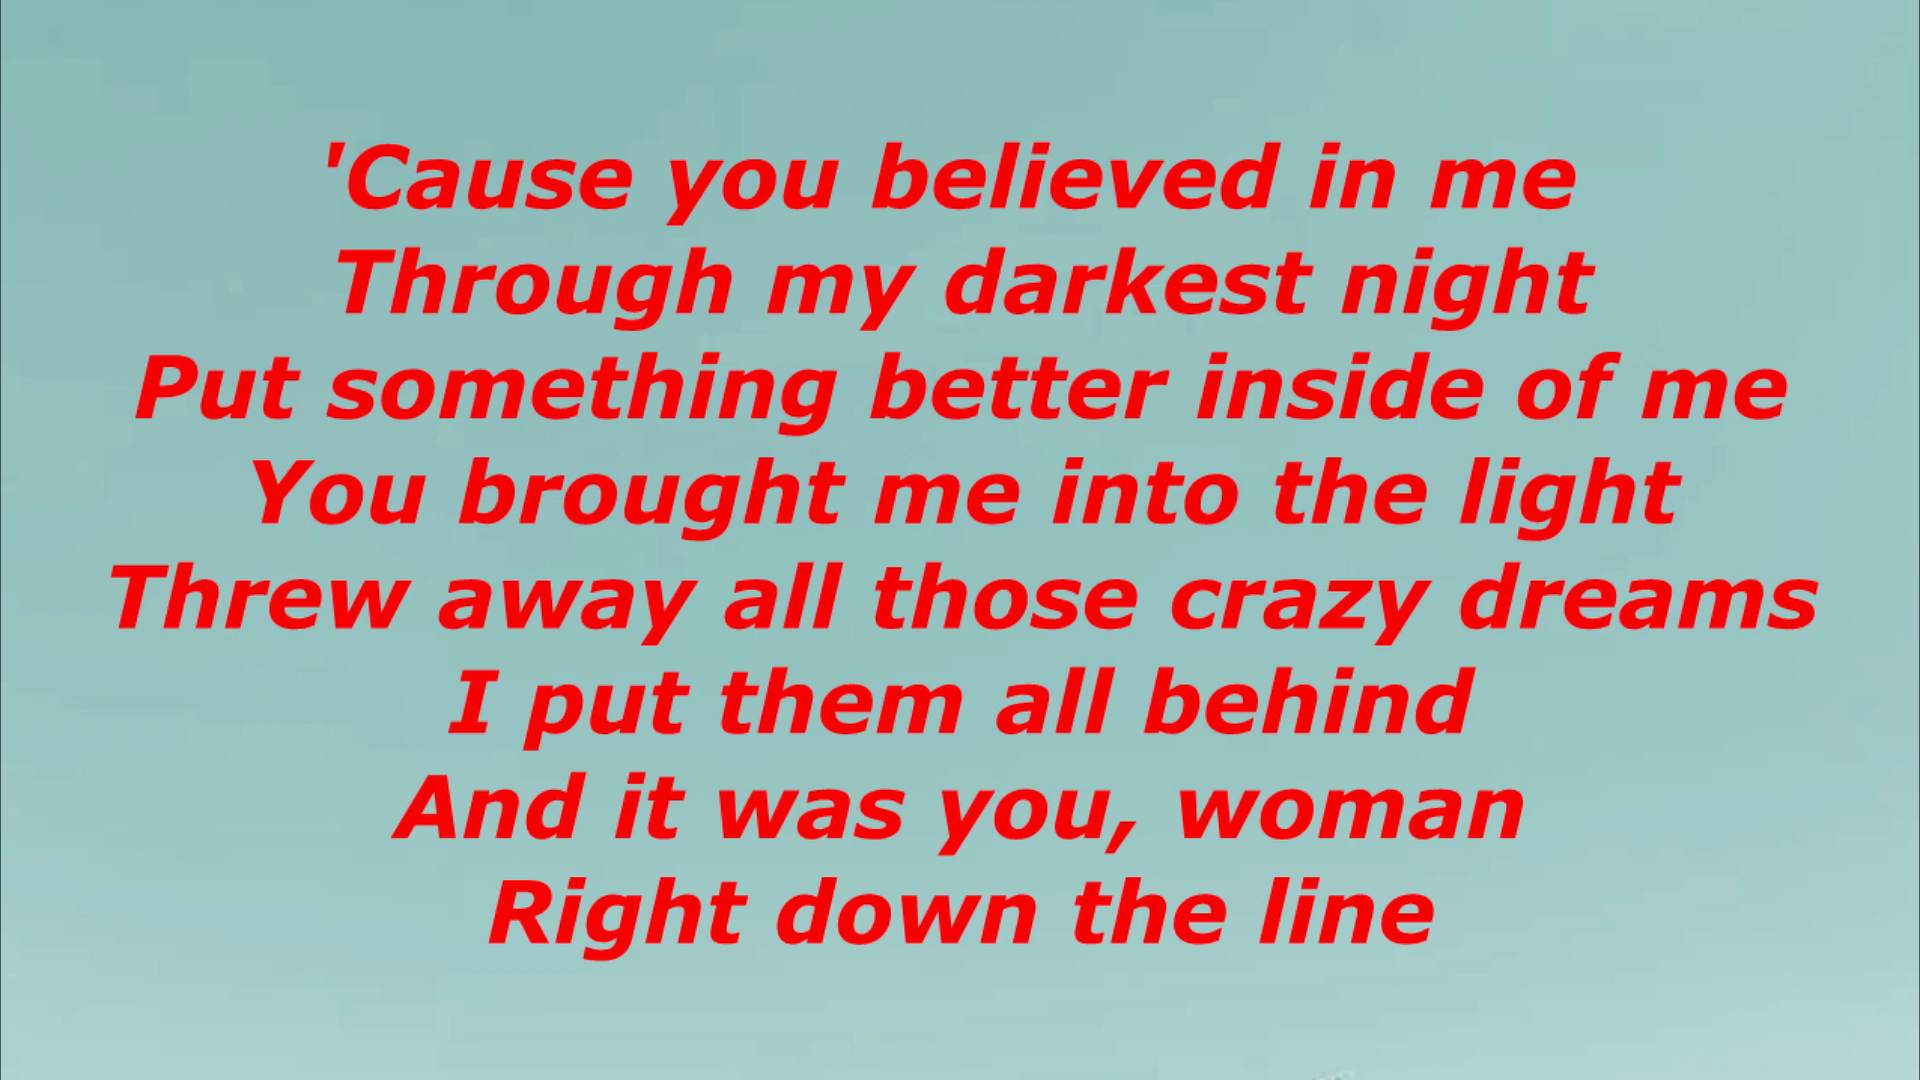 'Cause you believed in me
Through my darkest night
Put something better inside of me
You brought me into the light
Threw away all those crazy dreams
I put them all behind
And it was you, woman
Right down the line